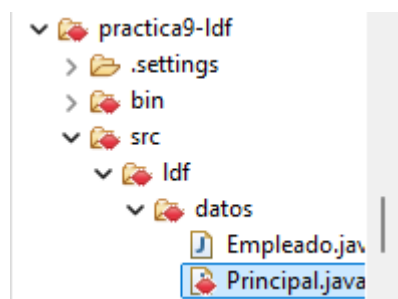 practica9-ldf
.settings
bin
src
ldf
datos
Empleado.jav
Principal.java